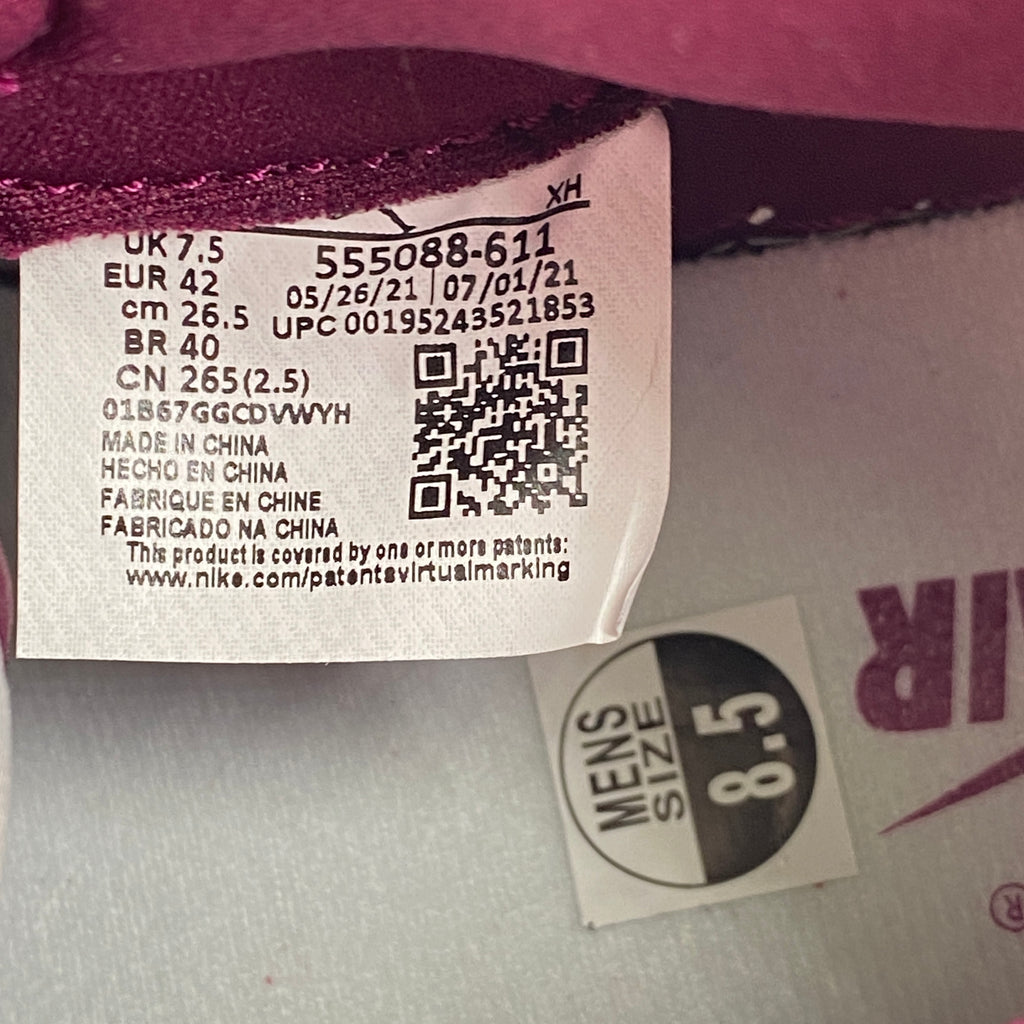 XH
UK 7.5
EUR 42
cm 26.5
BR 40
CN 265(2.5)
555088-611
05/26/21 | 07/01/21
UPC 00195243521853
01B67GGCDVWYH
MADE IN CHINA
HECHO EN CHINA
FABRIQUE EN CHINE
FABRICADO NA CHINA
This product is covered by one or more patents:
www.nike.com/patentsvirtualmarking
MENS
SIZE
8.5
AIR
®